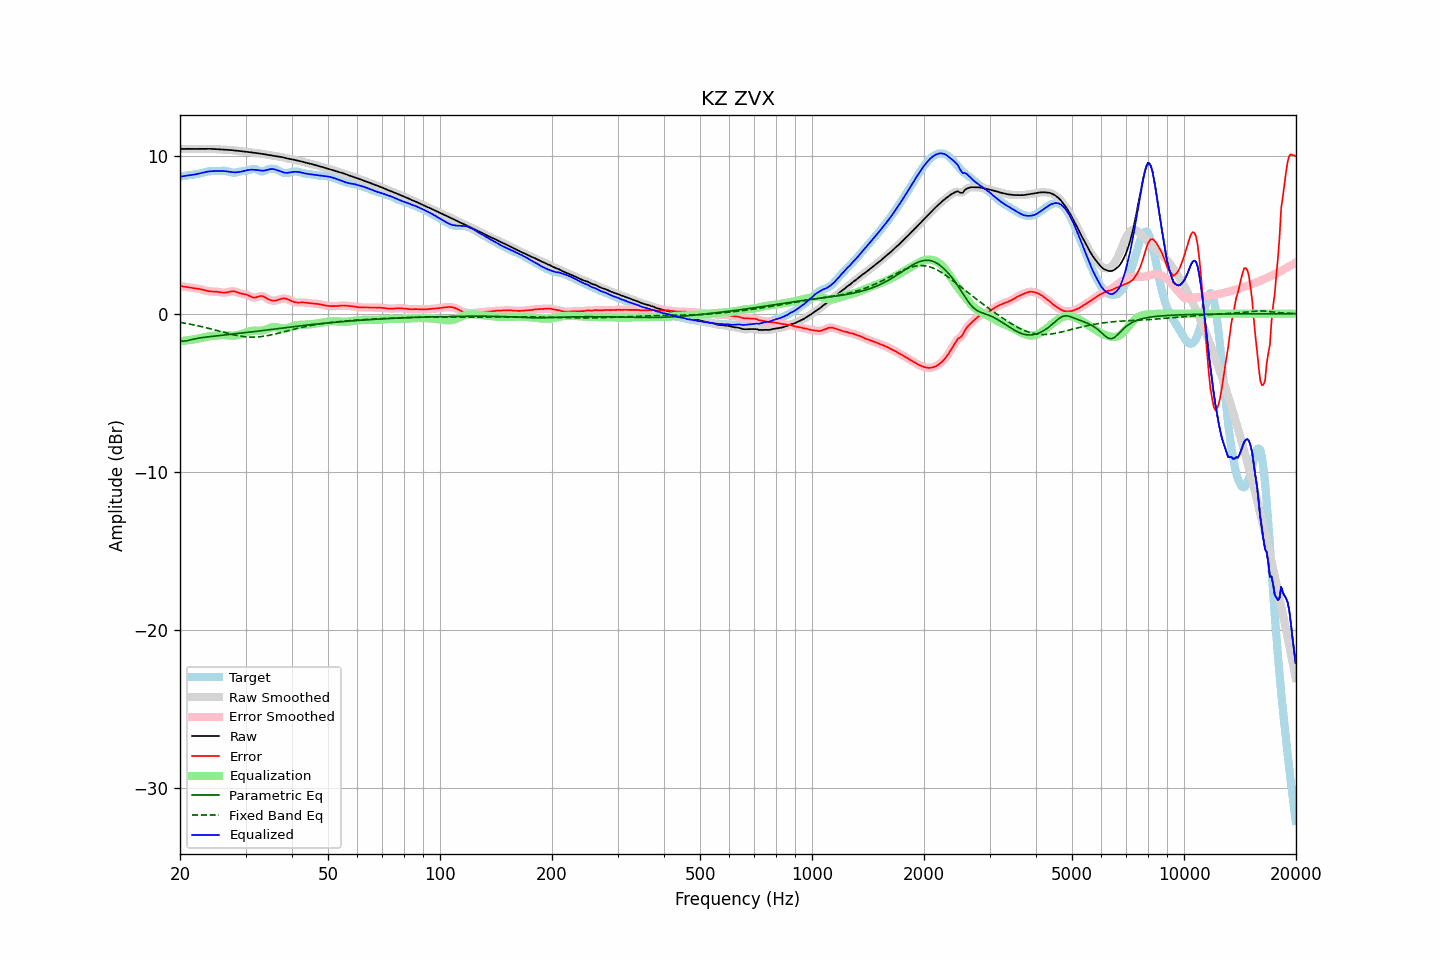 KZ ZVX
Amplitude (dBr)
10
0
−10
−20
−30
Target
Raw Smoothed
Error Smoothed
Raw
Error
Equalization
Parametric Eq
Fixed Band Eq
Equalized
20 50 100 200 500 1000 2000 5000 10000 20000
Frequency (Hz)